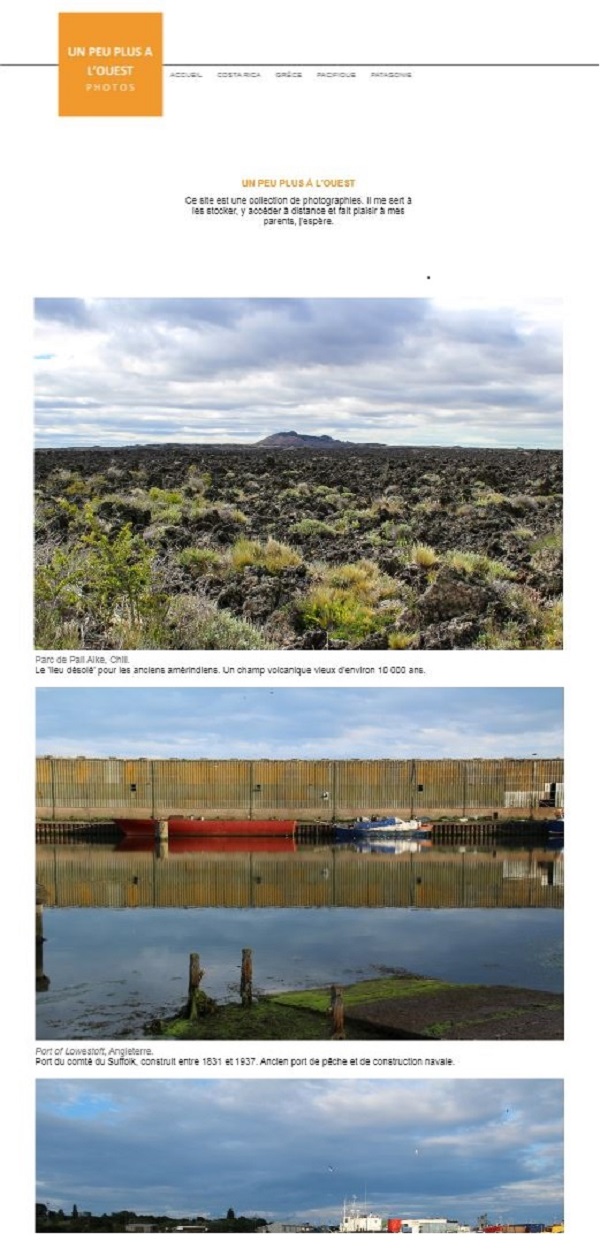 UN PEU PLUS A
L'OUEST
PHOTOS
ACCUEIL COSTA RICA GRÈCE PACIFIQUE PATAGONIE
UN PEU PLUS À L'OUEST
Ce site est une collection de photographies. Il me sert à
les stocker, y accéder à distance et fait plaisir à mes
parents, j'espère.
Parc de Pali Aike, Chili.
Le "lieu désolé" pour les anciens amérindiens. Un champ volcanique vieux d'environ 10 000 ans.
Port of Lowestoft, Angleterre.
Port du comté du Suffolk, construit entre 1831 et 1937. Ancien port de pêche et de construction navale.